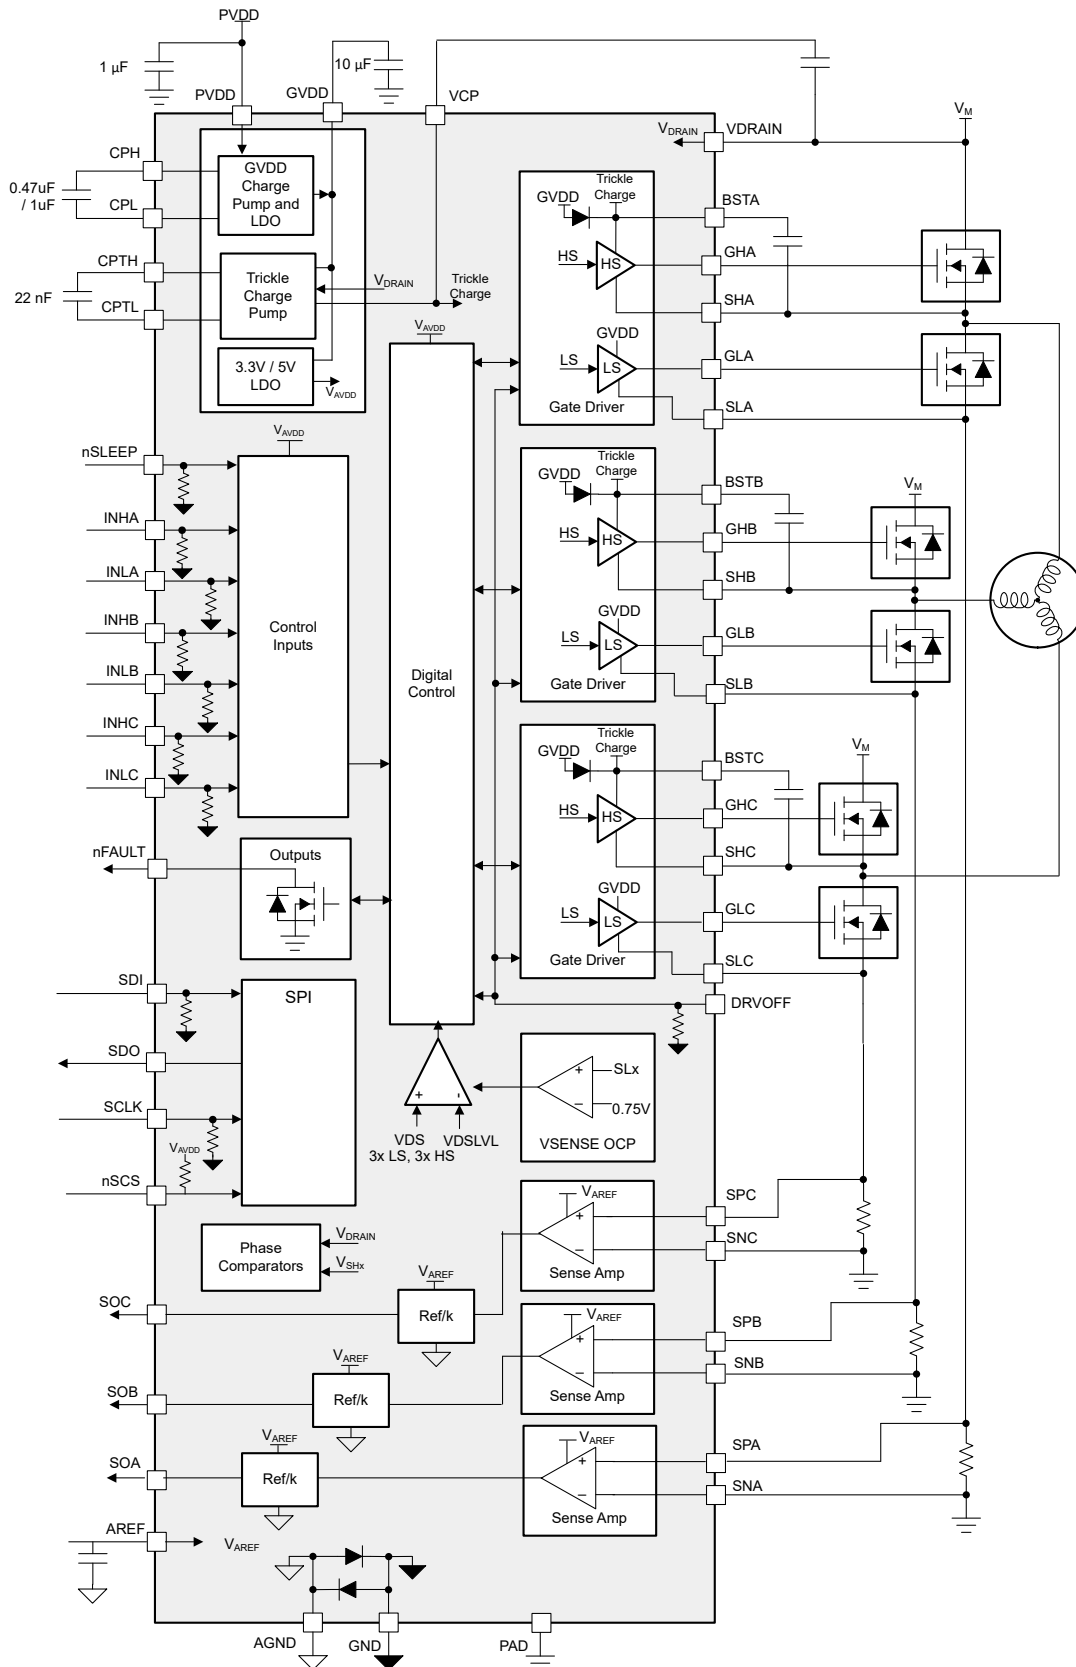 PVDD
1 µF
10 µF
PVDD
GVDD
VCP
VM
VDRAIN
VDRAIN
CPH
GVDD
Charge
Pump and
LDO
0.47uF
/ 1uF
CPL
CPTH
Trickle
Charge
Pump
VDRAIN
Trickle
Charge
22 nF
CPTL
3.3V / 5V
LDO
VAVDD
VAVDD
Trickle
Charge
GVDD
BSTA
HS
HS
GHA
SHA
GVDD
LS
LS
GLA
Gate Driver
SLA
nSLEEP
VAVDD
INHA
INLA
INHB
INLB
INHC
INLC
Control
Inputs
Digital
Control
Trickle
Charge
GVDD
BSTB
VM
HS
HS
GHB
SHB
GVDD
LS
LS
GLB
Gate Driver
SLB
Trickle
Charge
GVDD
BSTC
VM
HS
HS
GHC
SHC
GVDD
LS
LS
GLC
Gate Driver
SLC
nFAULT
Outputs
DRVOFF
SDI
SPI
SDO
SCLK
VAVDD
nSCS
+
-
VDS
VDSLVL
3x LS, 3x HS
+
SLx
−
0.75V
VSENSE OCP
Phase
Comparators
VDRAIN
VSHx
VAREF
+
−
Sense Amp
SPC
SNC
SOC
VAREF
Ref/k
VAREF
+
−
Sense Amp
SPB
SNB
SOB
VAREF
Ref/k
VAREF
+
−
Sense Amp
SPA
SNA
SOA
VAREF
Ref/k
AREF
VAREF
AGND
GND
PAD